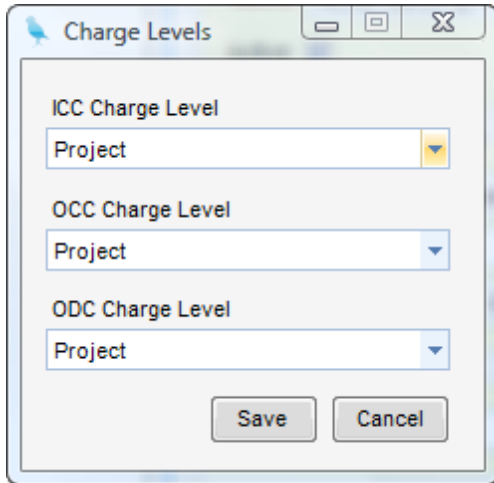 Charge Levels
ICC Charge Level
Project
OCC Charge Level
Project
ODC Charge Level
Project
Save Cancel